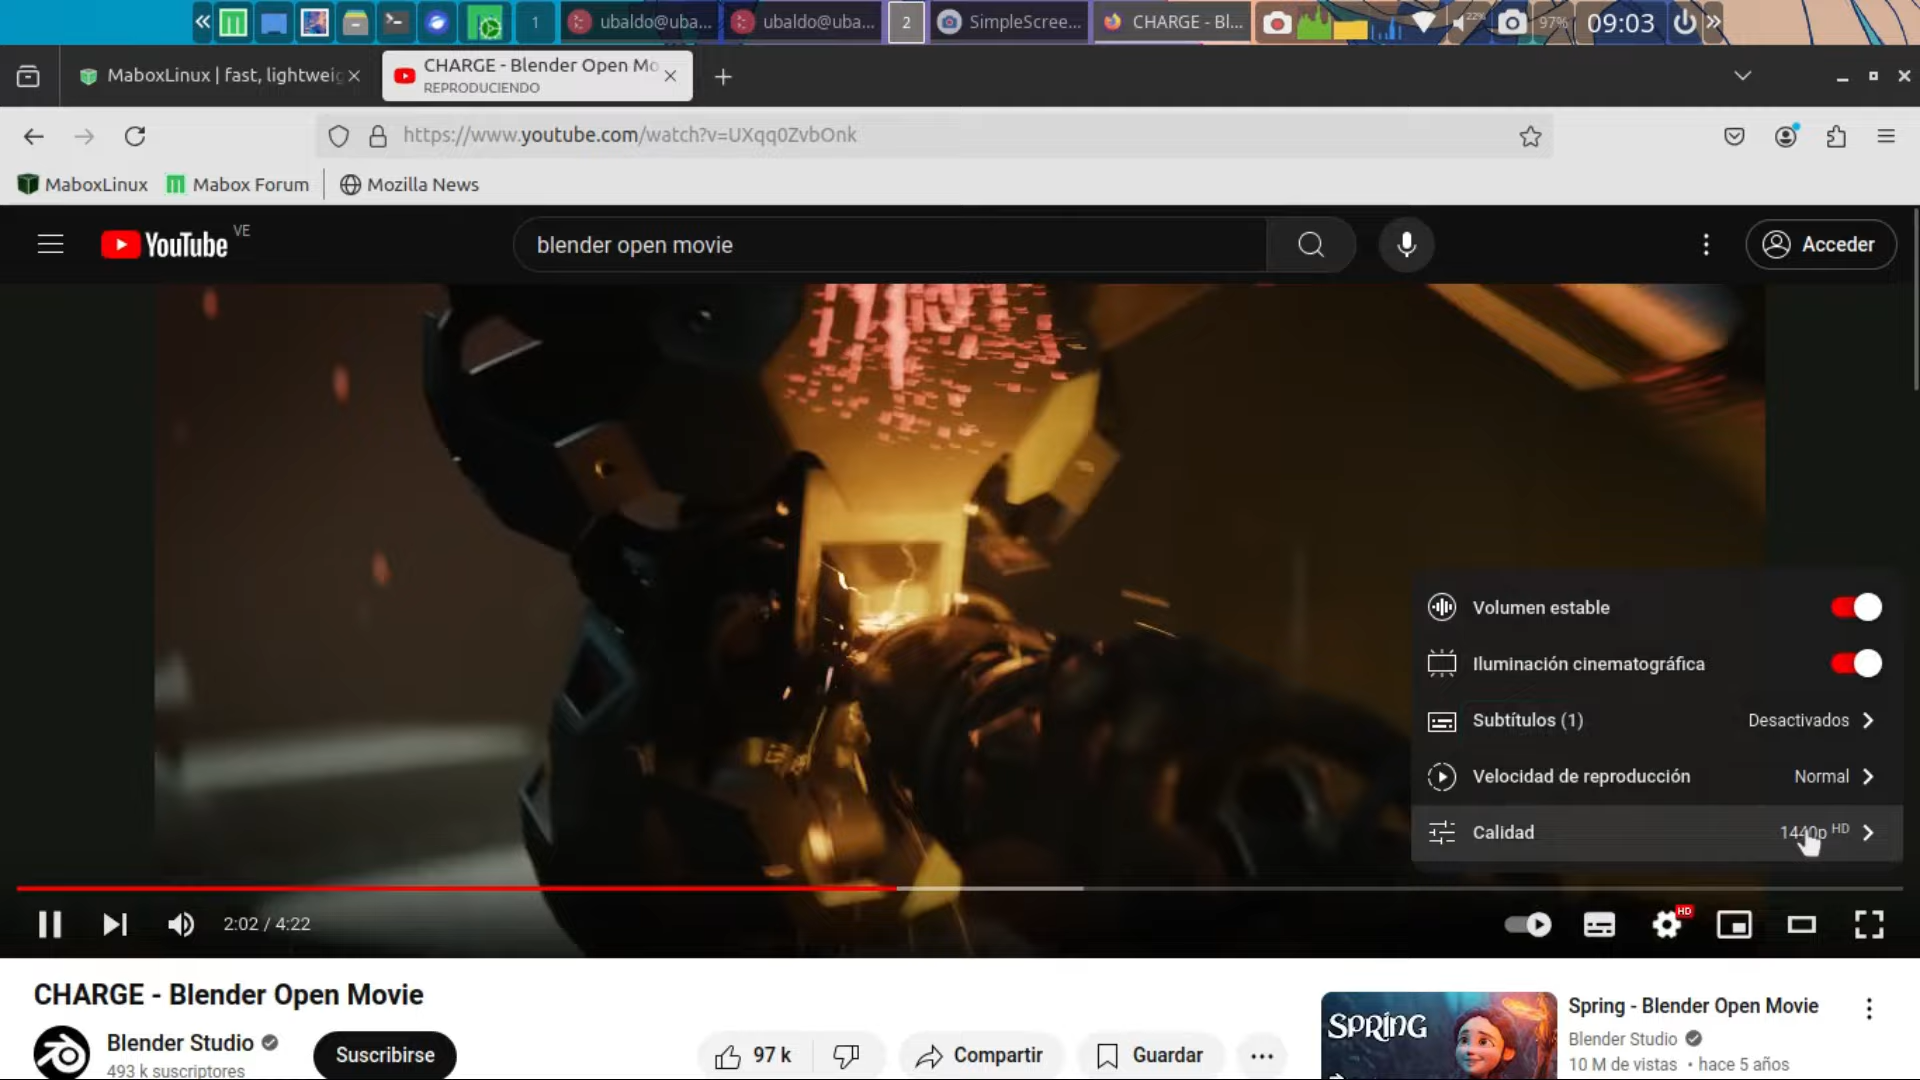 1
ubaldo@uba...
ubaldo@uba...
2
SimpleScree...
CHARGE - Bl...
22%
97%
09:03
MaboxLinux | fast, lightweig
CHARGE - Blender Open Mo
REPRODUCIENDO
https://www.youtube.com/watch?v=UXqq0ZvbOnk
MaboxLinux
Mabox Forum
Mozilla News
YouTube VE
blender open movie
Acceder
Volumen estable
Iluminación cinematográfica
Subtítulos (1) Desactivados
Velocidad de reproducción Normal
Calidad 1440p HD
2:02 / 4:22
HD
CHARGE - Blender Open Movie
Blender Studio
493 k suscriptores
Suscribirse
97 k
Compartir
Guardar
SPRING
Spring - Blender Open Movie
Blender Studio
10 M de vistas • hace 5 años